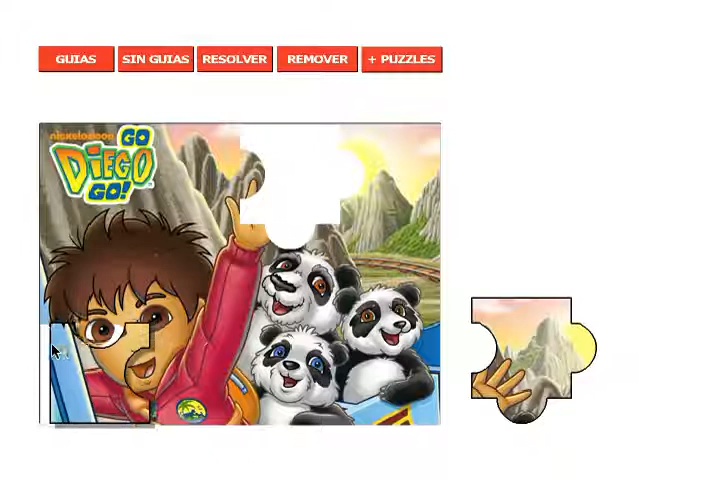 GUIAS SIN GUIAS RESOLVER REMOVER + PUZZLES
nickelodeon
GO
DIEGO
GO!